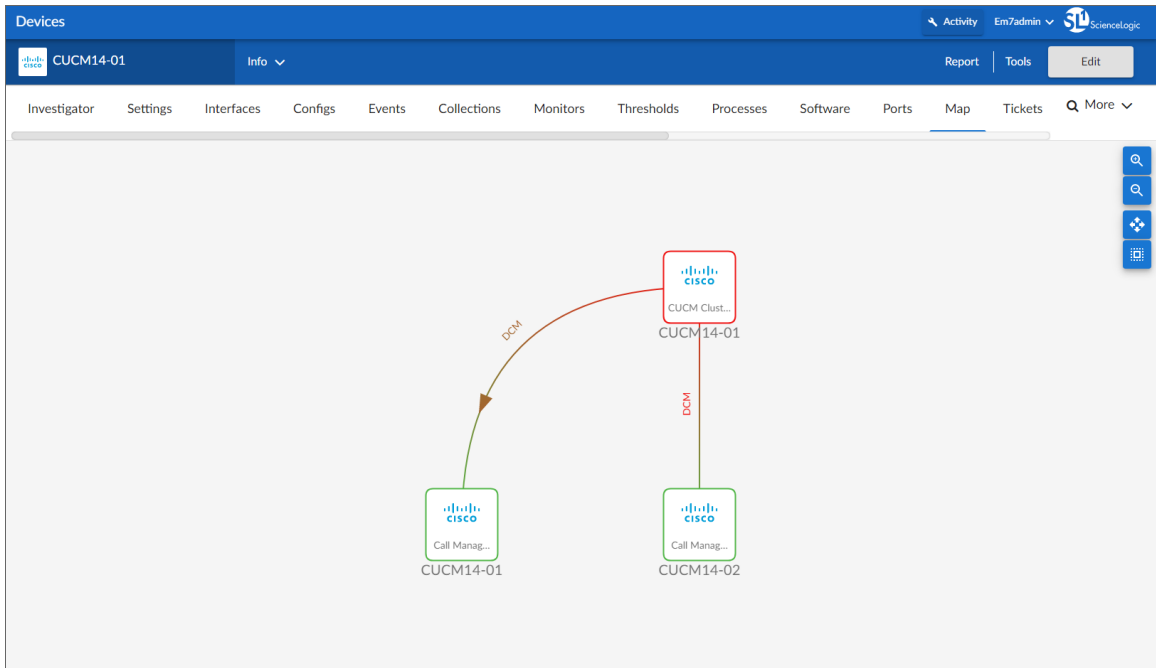 Devices
Activity Em7admin SL1 ScienceLogic
CISCO CUCM14-01 Info Report Tools Edit
Investigator Settings Interfaces Configs Events Collections Monitors Thresholds Processes Software Ports Map Tickets More
CISCO
CUCM Clust...
CUCM14-01
DCM
DCM
CISCO CISCO
Call Manag... Call Manag...
CUCM14-01 CUCM14-02